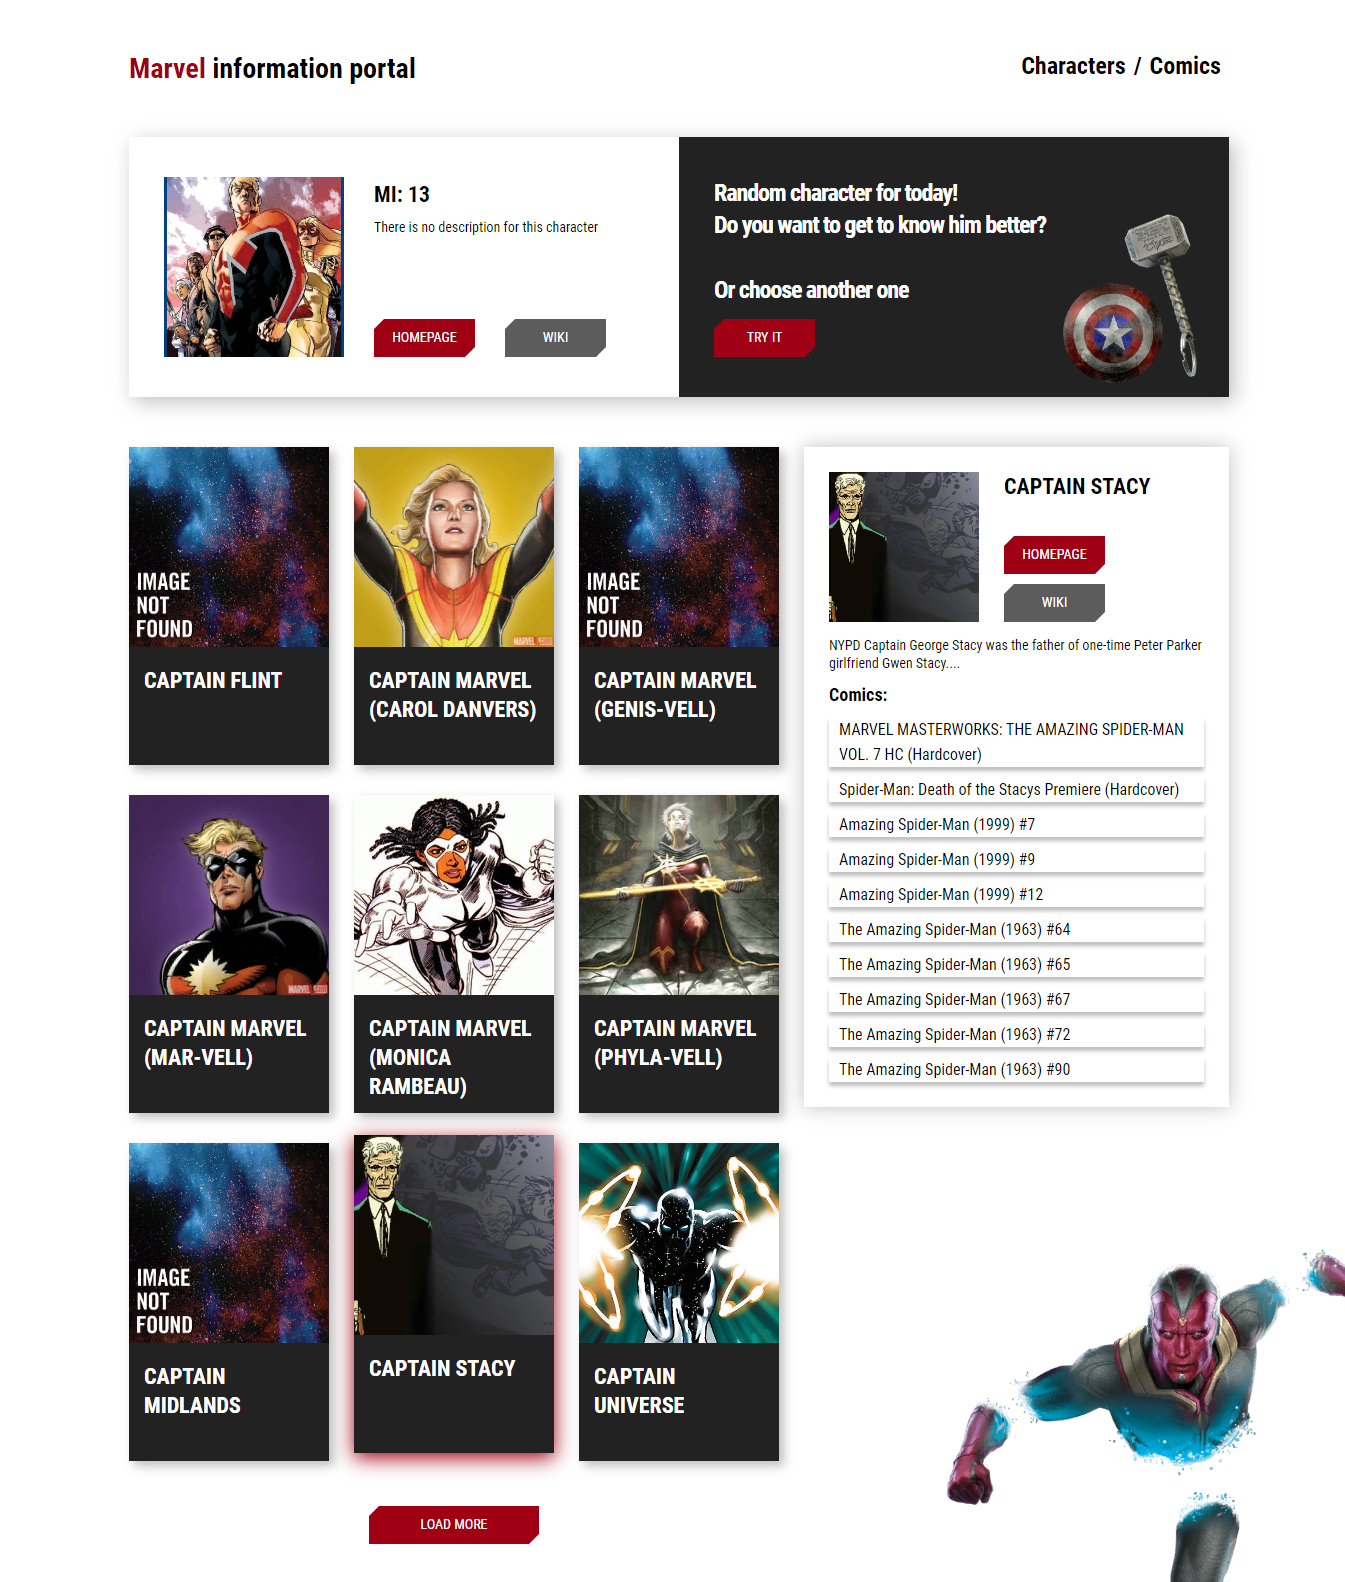 Marvel information portal
Characters / Comics
MI: 13
There is no description for this character
HOMEPAGE
WIKI
Random character for today!
Do you want to get to know him better?
Or choose another one
TRY IT
IMAGE
NOT
FOUND
CAPTAIN FLINT
CAPTAIN MARVEL
(CAROL DANVERS)
IMAGE
NOT
FOUND
CAPTAIN MARVEL
(GENIS-VELL)
CAPTAIN MARVEL
(MAR-VELL)
CAPTAIN MARVEL
(MONICA
RAMBEAU)
CAPTAIN MARVEL
(PHYLA-VELL)
IMAGE
NOT
FOUND
CAPTAIN
MIDLANDS
CAPTAIN STACY
CAPTAIN
UNIVERSE
LOAD MORE
CAPTAIN STACY
HOMEPAGE
WIKI
NYPD Captain George Stacy was the father of one-time Peter Parker
girlfriend Gwen Stacy....
Comics:
MARVEL MASTERWORKS: THE AMAZING SPIDER-MAN
VOL. 7 HC (Hardcover)
Spider-Man: Death of the Stacys Premiere (Hardcover)
Amazing Spider-Man (1999) #7
Amazing Spider-Man (1999) #9
Amazing Spider-Man (1999) #12
The Amazing Spider-Man (1963) #64
The Amazing Spider-Man (1963) #65
The Amazing Spider-Man (1963) #67
The Amazing Spider-Man (1963) #72
The Amazing Spider-Man (1963) #90